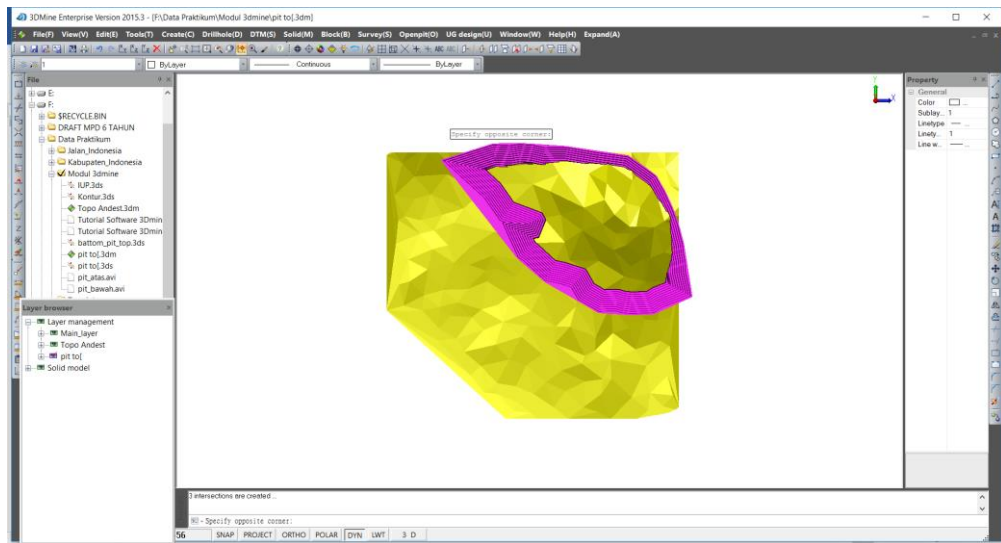 3DMine Enterprise Version 2015.3 - [F:\Data Praktikum\Modul 3dmine\pit to[.3dm]
File(F) View(V) Edit(E) Tools(T) Create(C) Drillhole(D) DTM(S) Solid(M) Block(B) Survey(S) Openpit(O) UG design(U) Window(W) Help(H) Expand(A)
1 ByLayer Continuous ByLayer
File
E:
F:
$RECYCLE.BIN
DRAFT MPD 6 TAHUN
Data Praktikum
Jalan_Indonesia
Kabupaten_Indonesia
Modul 3dmine
IUP.3ds
Kontur.3ds
Topo Andest.3dm
Tutorial Software 3Dmin
Tutorial Software 3Dmin
battom_pit_top.3ds
pit to[.3dm
pit to[.3ds
pit_atas.avi
pit_bawah.avi
Layer browser
Layer management
Main_layer
Topo Andest
pit to[
Solid model
Specify opposite corner:
Y
X
Property
General
Color ...
Sublay... 1
Linetype ...
Linety... 1
Line w... ...
3 intersections are created ..
- Specify opposite corner:
56 SNAP PROJECT ORTHO POLAR DYN LWT 3 D